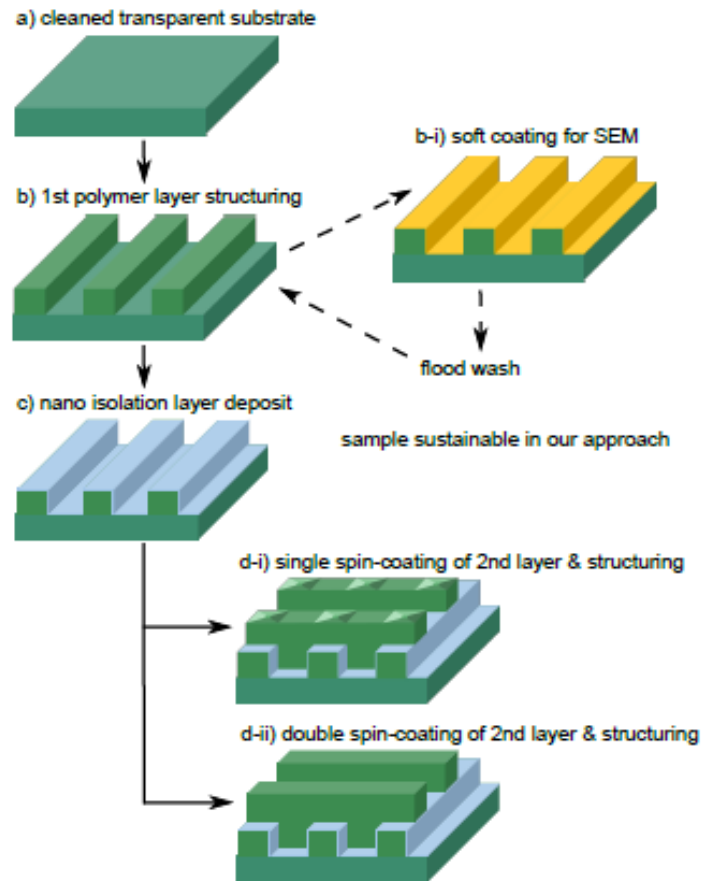 a) cleaned transparent substrate
b-i) soft coating for SEM
b) 1st polymer layer structuring
flood wash
c) nano isolation layer deposit
sample sustainable in our approach
d-i) single spin-coating of 2nd layer & structuring
d-ii) double spin-coating of 2nd layer & structuring